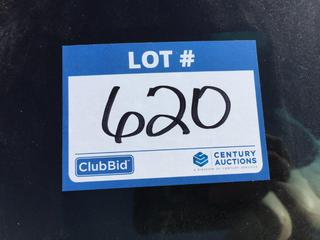 LOT #
620
ClubBid
CENTURY
AUCTIONS
A DIVISION OF CENTURY SERVICES